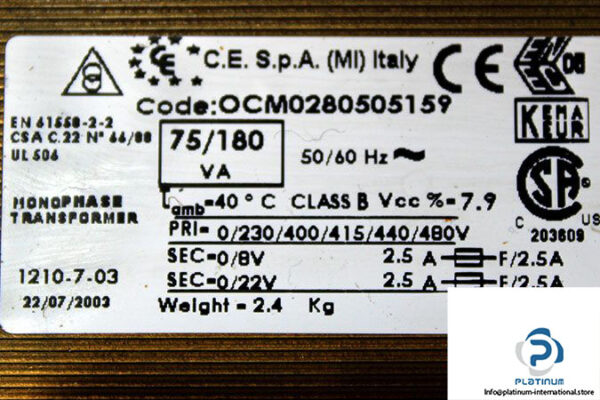 CE C.E. S.p.A. (MI) Italy CE
Code:OCM0280505159
KEMA
KEUR
EN 61558-2-2
CSA C.22 N° 66/88
UL 506
75/180
VA
50/60 Hz ~
Tamb=40° C CLASS B Vcc %=7.9
MONOPHASE
TRANSFORMER
PRI= 0/230/400/415/440/480V
C US
203609
SEC=0/8V 2.5 A F/2.5A
SEC=0/22V 2.5 A F/2.5A
1210-7-03
22/07/2003
Weight = 2.4 Kg
PLATINUM
Info@platinum-international.store